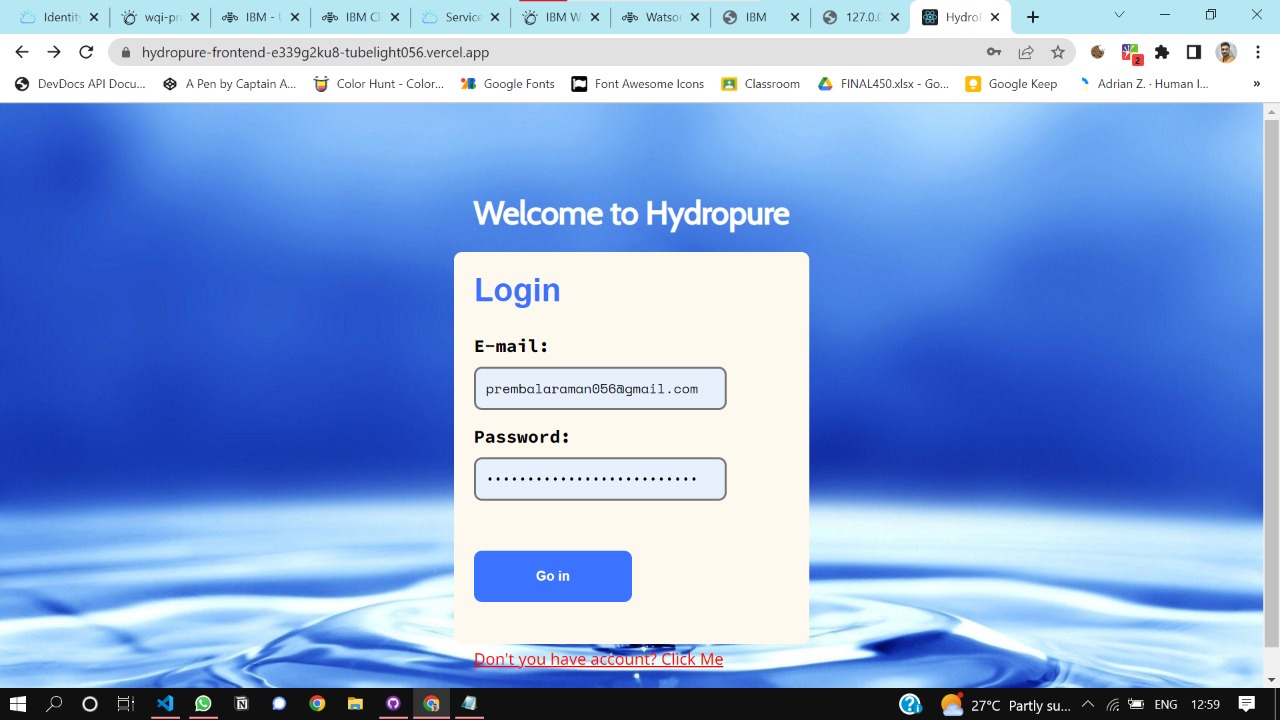 Identity
wqi-pr
IBM - U
IBM Cl
Service
IBM W
Watso
IBM
127.0.0
Hydrol
hydropure-frontend-e339g2ku8-tubelight056.vercel.app
2
DevDocs API Docu...
A Pen by Captain A...
Color Hunt - Color...
Google Fonts
Font Awesome Icons
Classroom
FINAL450.xlsx - Go...
Google Keep
Adrian Z. · Human I...
»
Welcome to Hydropure
Login
E-mail:
prembalaraman056@gmail.com
Password:
Go in
Don't you have account? Click Me
27°C Partly su...
ENG
12:59